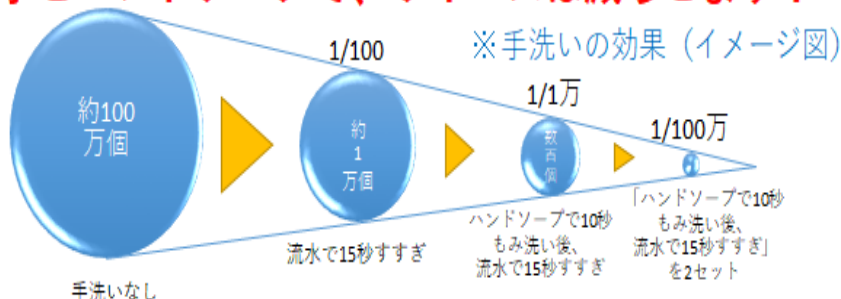 ※手洗いの効果（イメージ図）
1/100
1/1万
1/100万
約100
万個
約
1
万個
数
百
個
手洗いなし
流水で15秒すすぎ
ハンドソープで10秒
もみ洗い後、
流水で15秒すすぎ
「ハンドソープで10秒
もみ洗い後、
流水で15秒すすぎ」
を2セット